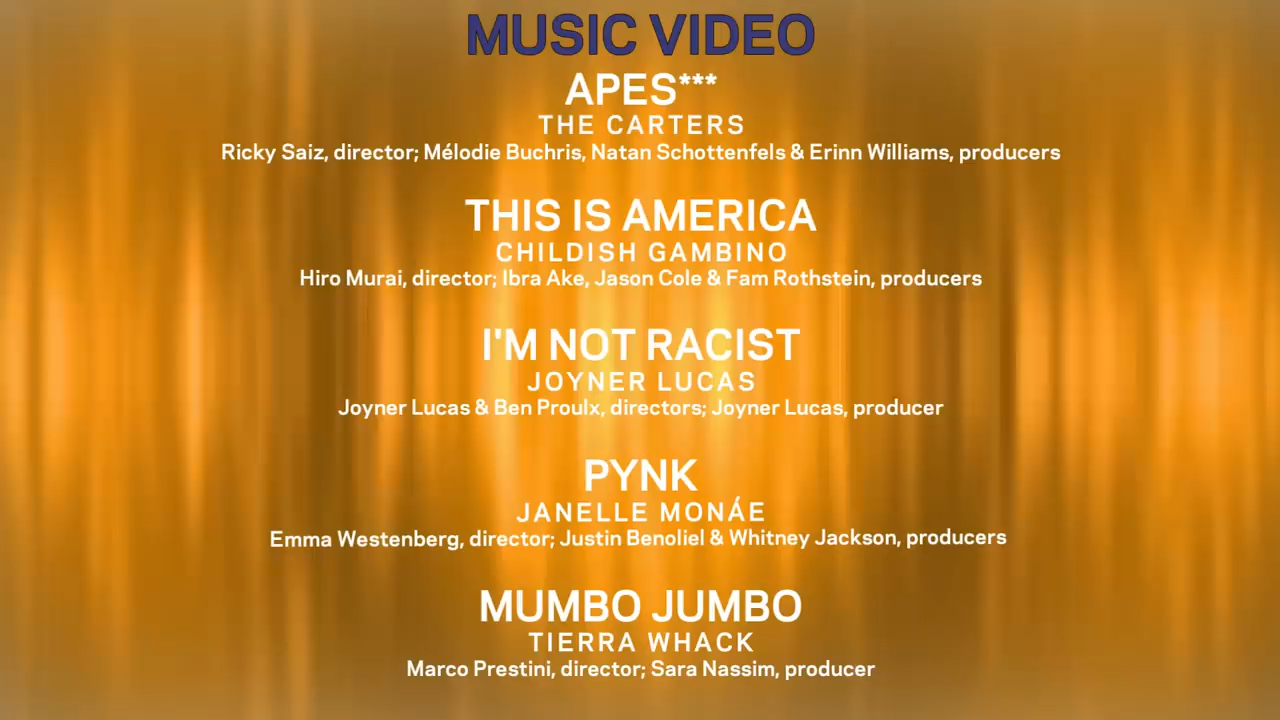 MUSIC VIDEO
APES***
THE CARTERS
Ricky Saiz, director; Mélodie Buchris, Natan Schottenfels & Erinn Williams, producers
THIS IS AMERICA
CHILDISH GAMBINO
Hiro Murai, director; Ibra Ake, Jason Cole & Fam Rothstein, producers
I'M NOT RACIST
JOYNER LUCAS
Joyner Lucas & Ben Proulx, directors; Joyner Lucas, producer
PYNK
JANELLE MONÁE
Emma Westenberg, director; Justin Benoliel & Whitney Jackson, producers
MUMBO JUMBO
TIERRA WHACK
Marco Prestini, director; Sara Nassim, producer